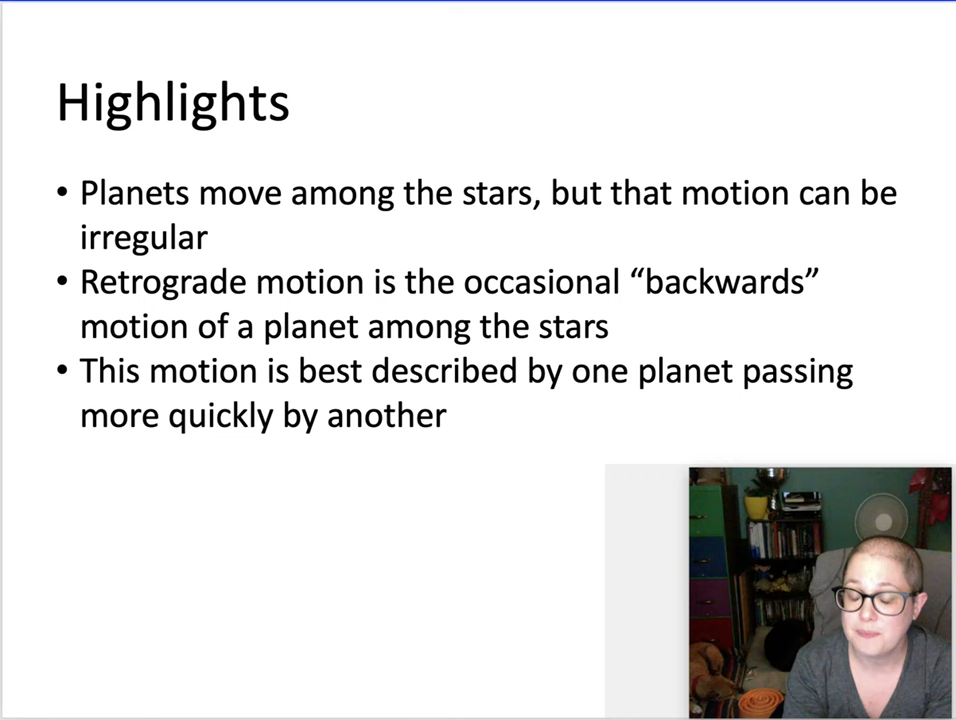 Highlights
• Planets move among the stars, but that motion can be
irregular
• Retrograde motion is the occasional “backwards”
motion of a planet among the stars
• This motion is best described by one planet passing
more quickly by another